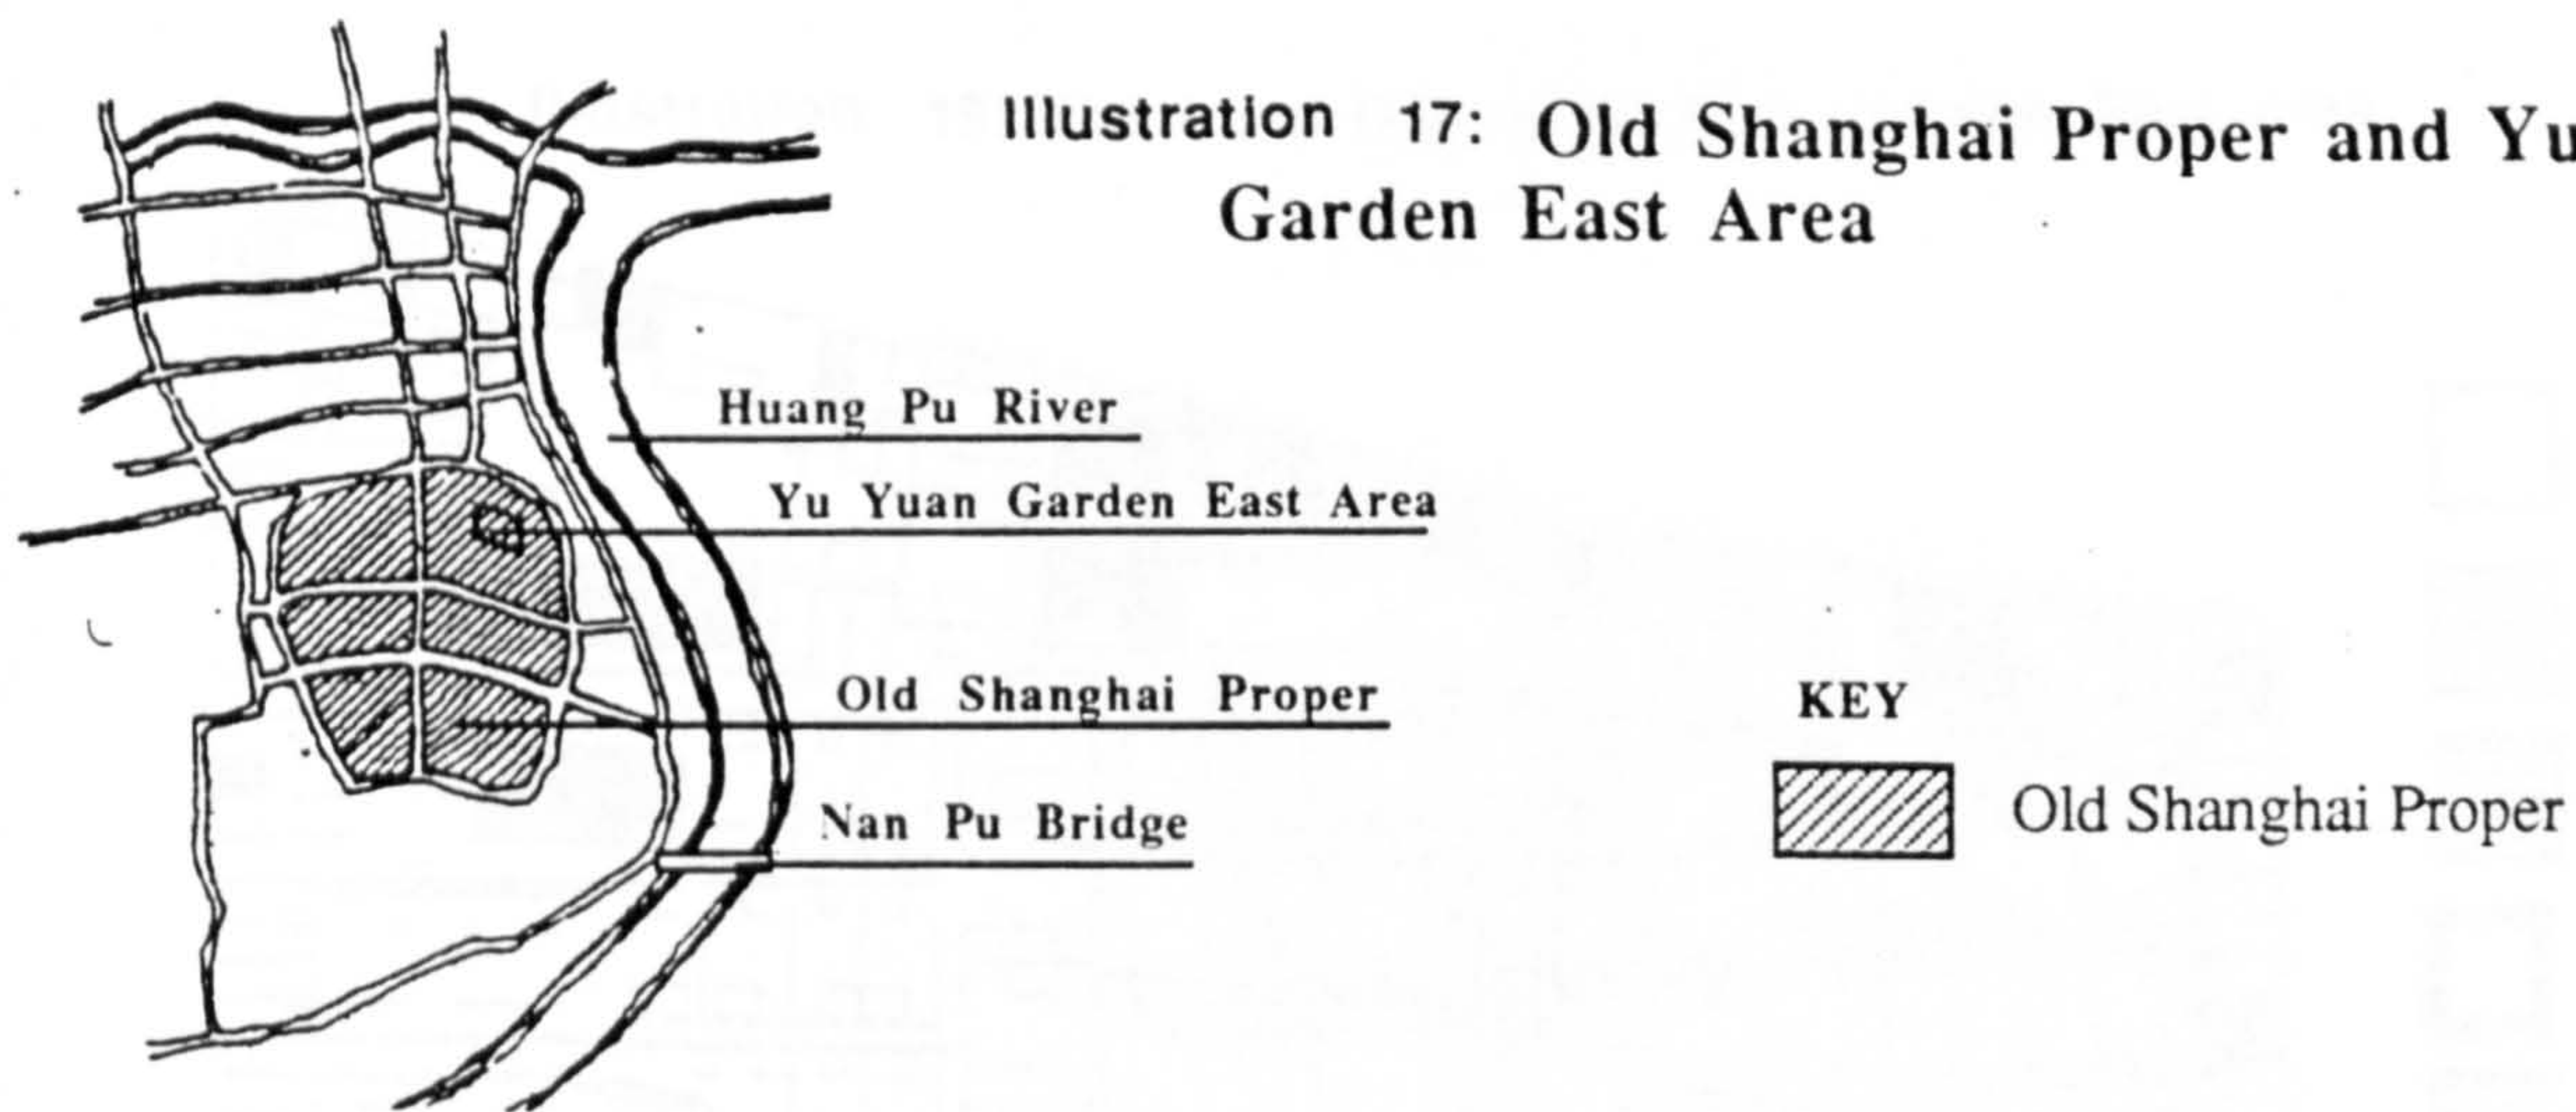 Illustration 17: Old Shanghai Proper and Yu
Garden East Area
Huang Pu River
Yu Yuan Garden East Area
Old Shanghai Proper
Nan Pu Bridge
KEY
Old Shanghai Proper